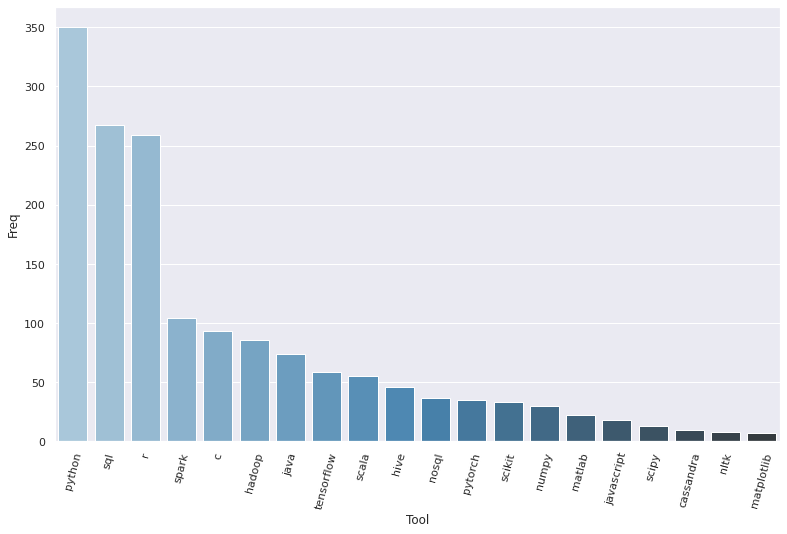 350
300
250
200
150
100
50
0
Freq
python
sql
r
spark
c
hadoop
java
tensorflow
scala
hive
nosql
pytorch
scikit
numpy
matlab
javascript
scipy
cassandra
nltk
matplotlib
Tool